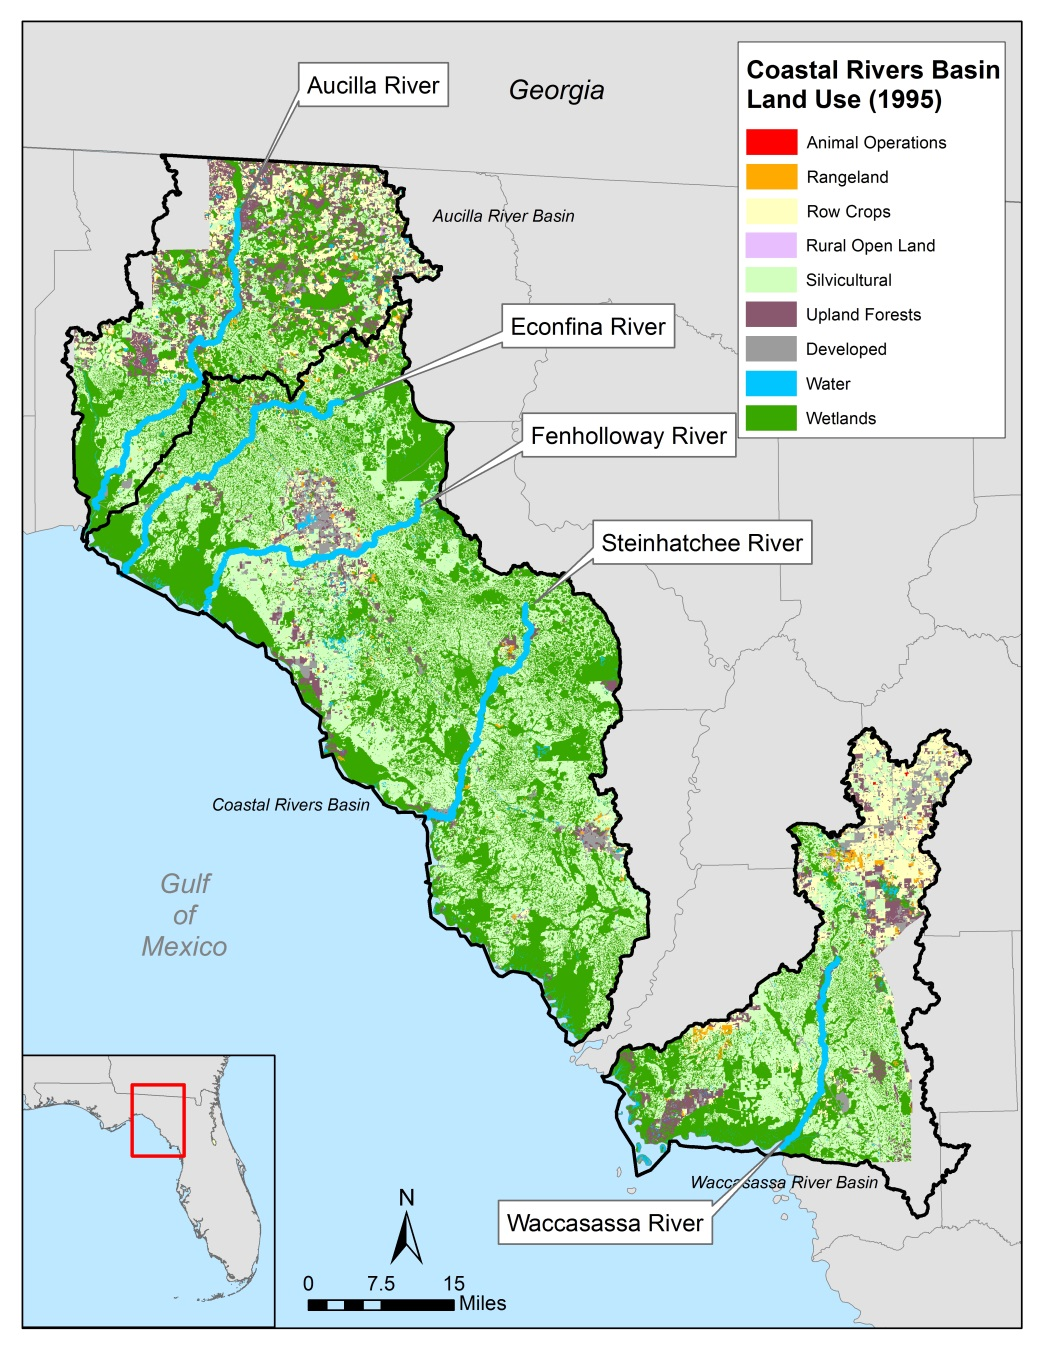 Aucilla River
Georgia
Coastal Rivers Basin
Land Use (1995)
Animal Operations
Rangeland
Row Crops
Rural Open Land
Silvicultural
Upland Forests
Developed
Water
Wetlands
Aucilla River Basin
Econfina River
Fenholloway River
Steinhatchee River
Coastal Rivers Basin
Gulf
of
Mexico
Waccasassa River Basin
Waccasassa River
N
0 7.5 15
Miles